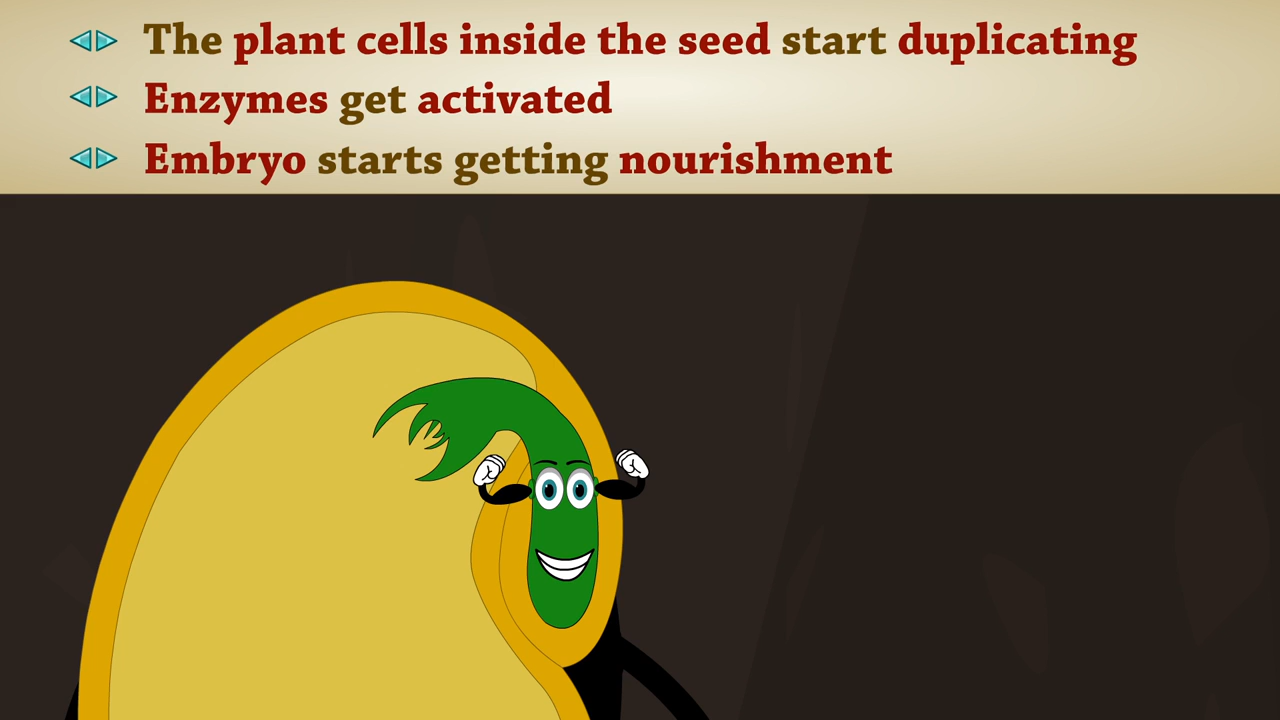 The plant cells inside the seed start duplicating
Enzymes get activated
Embryo starts getting nourishment